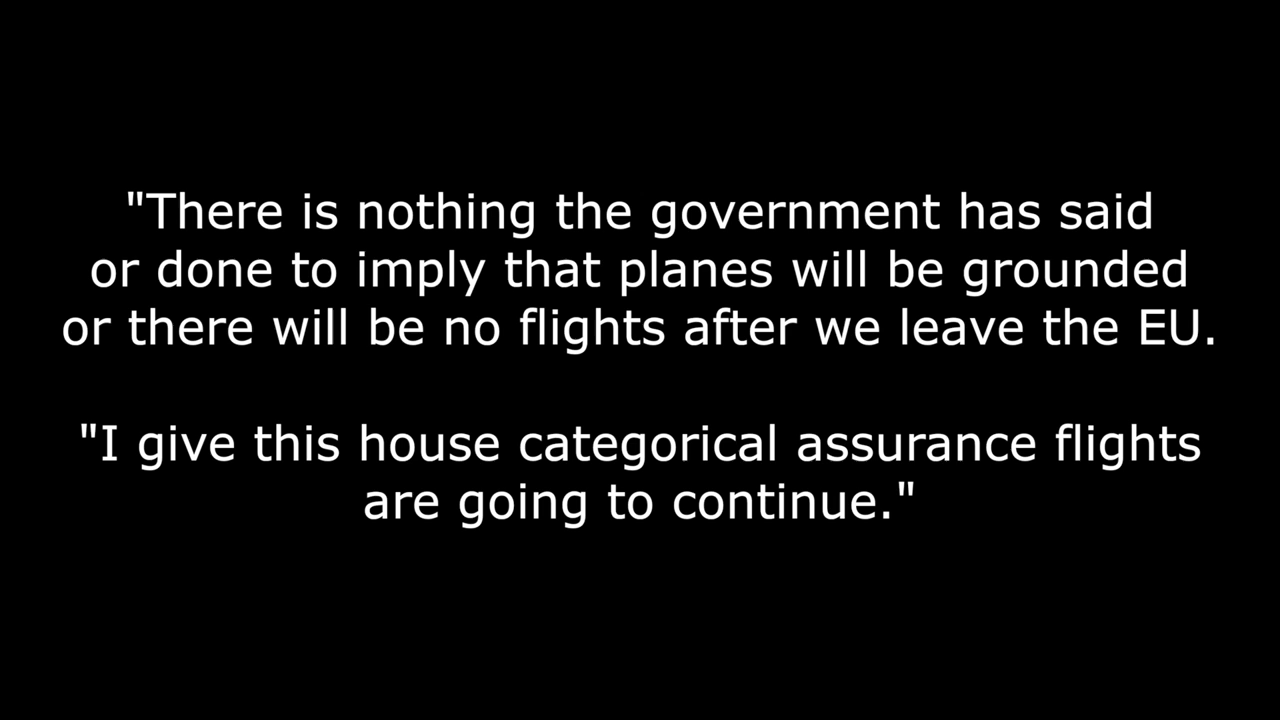 "There is nothing the government has said
or done to imply that planes will be grounded
or there will be no flights after we leave the EU.
"I give this house categorical assurance flights
are going to continue."